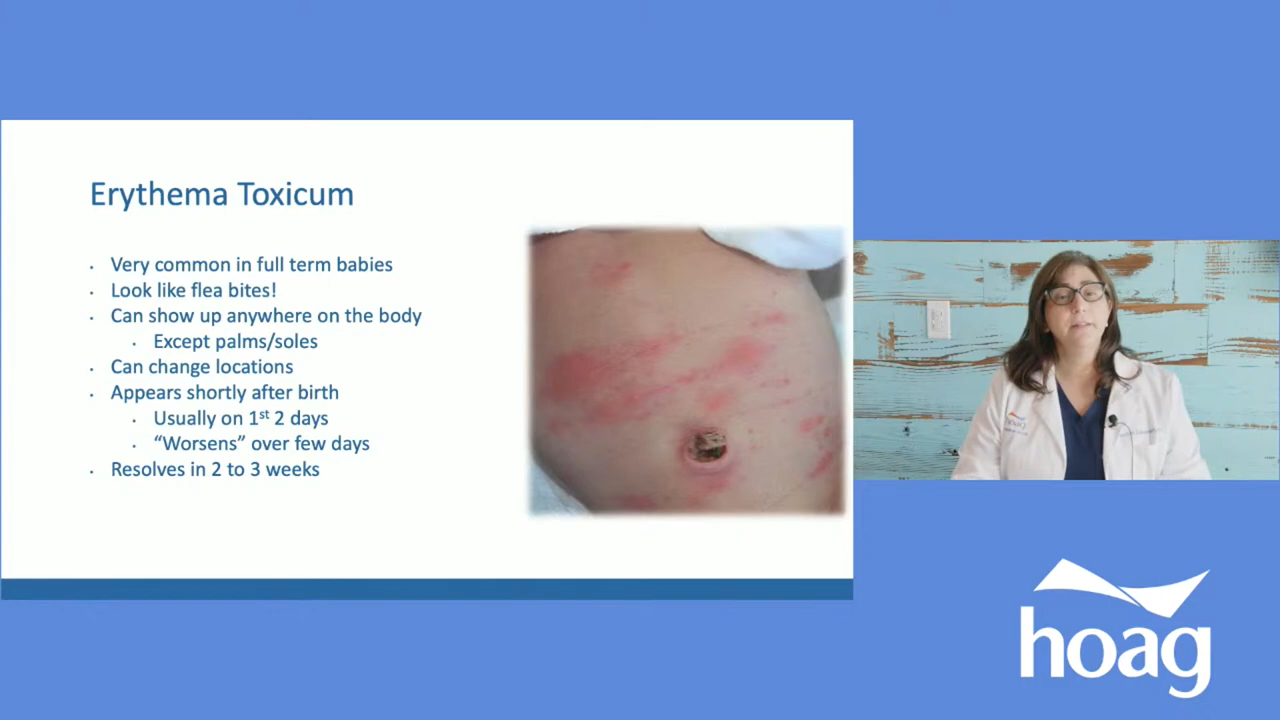 Erythema Toxicum
• Very common in full term babies
• Look like flea bites!
• Can show up anywhere on the body
• Except palms/soles
• Can change locations
• Appears shortly after birth
• Usually on 1st 2 days
• “Worsens” over few days
• Resolves in 2 to 3 weeks
hoag
hoag